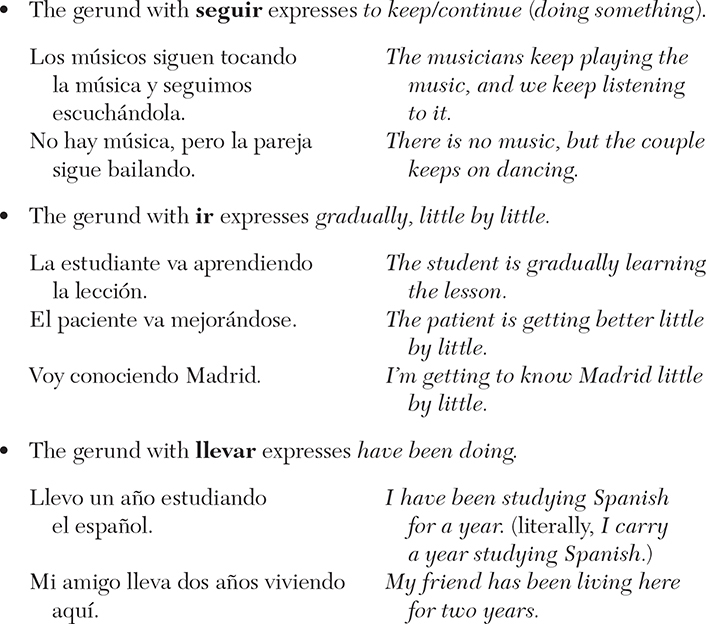 • The gerund with seguir expresses to keep/continue (doing something).
Los músicos siguen tocando
la música y seguimos
escuchándola.
The musicians keep playing the
music, and we keep listening
to it.
No hay música, pero la pareja
sigue bailando.
There is no music, but the couple
keeps on dancing.
• The gerund with ir expresses gradually, little by little.
La estudiante va aprendiendo
la lección.
The student is gradually learning
the lesson.
El paciente va mejorándose.
The patient is getting better little
by little.
Voy conociendo Madrid.
I'm getting to know Madrid little
by little.
• The gerund with llevar expresses have been doing.
Llevo un año estudiando
el español.
I have been studying Spanish
for a year. (literally, I carry
a year studying Spanish.)
Mi amigo lleva dos años viviendo
aquí.
My friend has been living here
for two years.